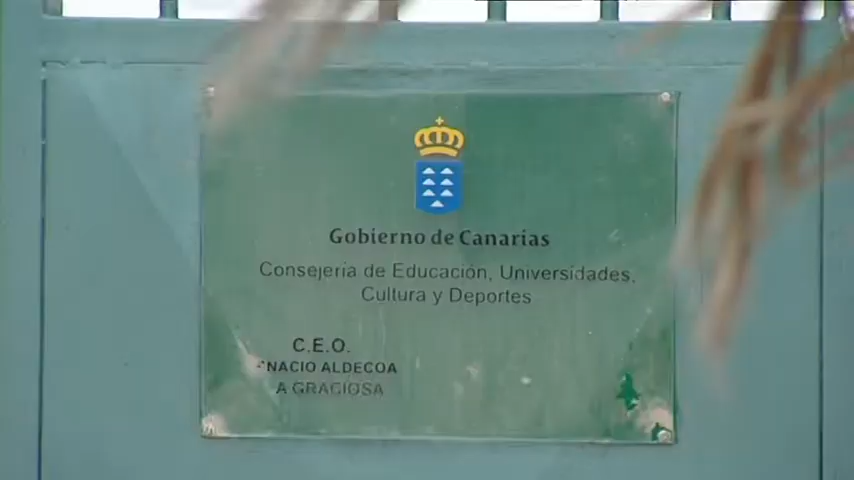 Gobierno de Canarias
Consejería de Educación, Universidades,
Cultura y Deportes
C.E.O.
NACIO ALDECOA
A GRACIOSA